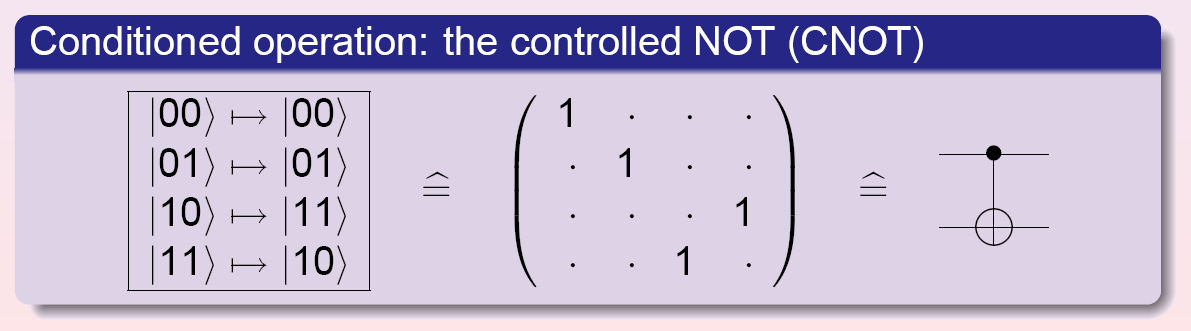 Conditioned operation: the controlled NOT (CNOT)
|00⟩ ↦ |00⟩
|01⟩ ↦ |01⟩
|10⟩ ↦ |11⟩
|11⟩ ↦ |10⟩
≙
1 · · ·
· 1 · ·
· · · 1
· · 1 ·
≙